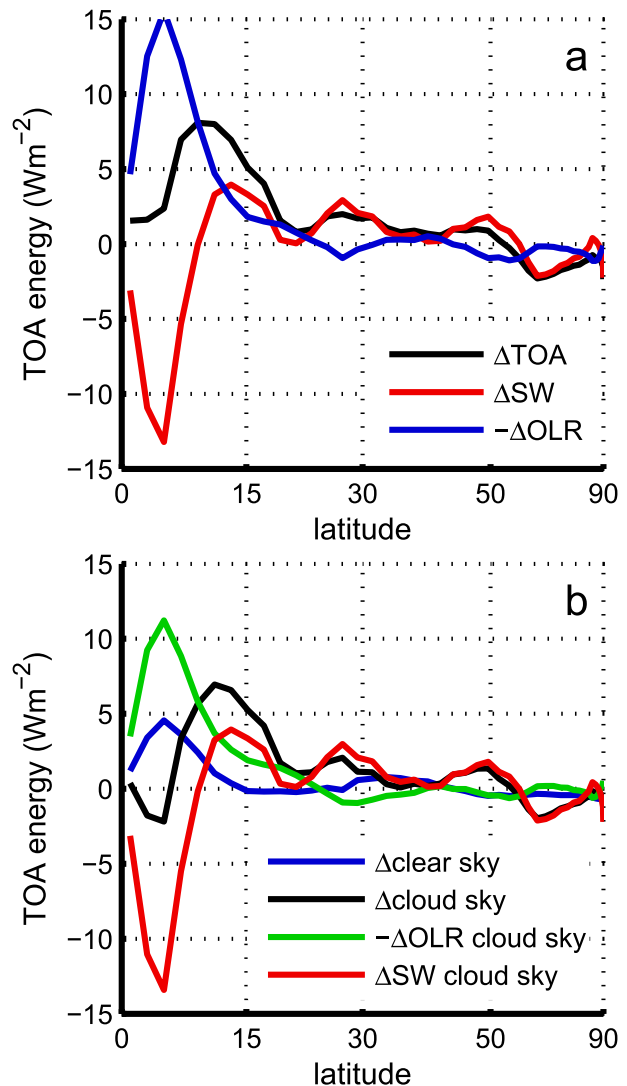 15
a
10
5
0
−5
−10
−15
TOA energy (Wm−2)
ΔTOA
ΔSW
−ΔOLR
0 15 30 50 90
latitude
15
b
10
5
0
−5
−10
−15
TOA energy (Wm−2)
Δclear sky
Δcloud sky
−ΔOLR cloud sky
ΔSW cloud sky
0 15 30 50 90
latitude